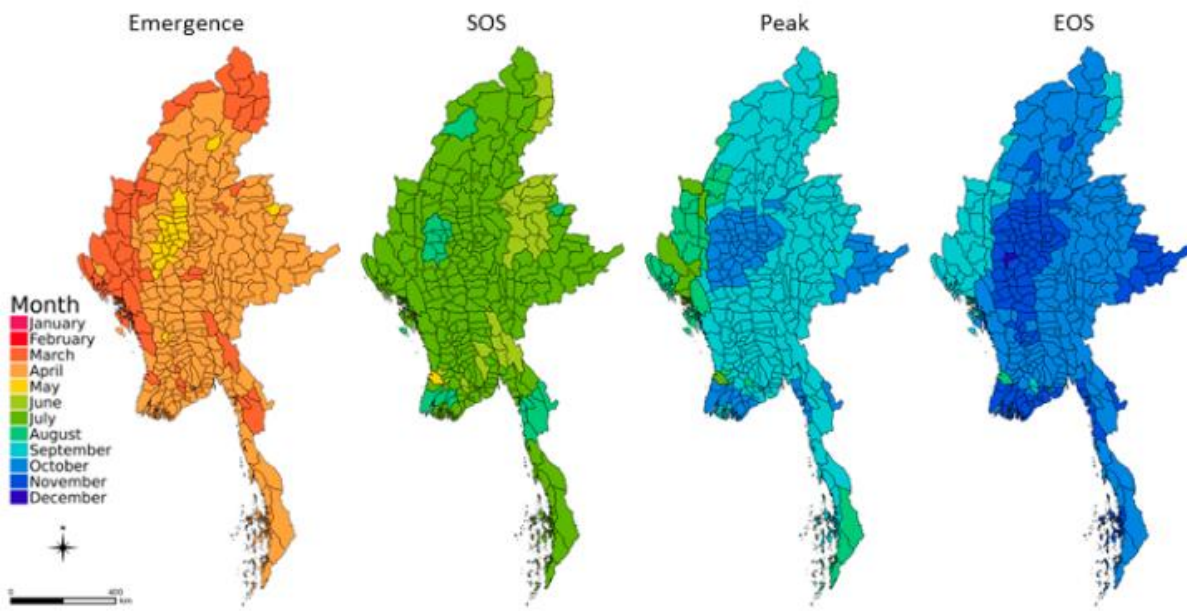 Emergence
SOS
Peak
EOS
Month
January
February
March
April
May
June
July
August
September
October
November
December
0
400
km